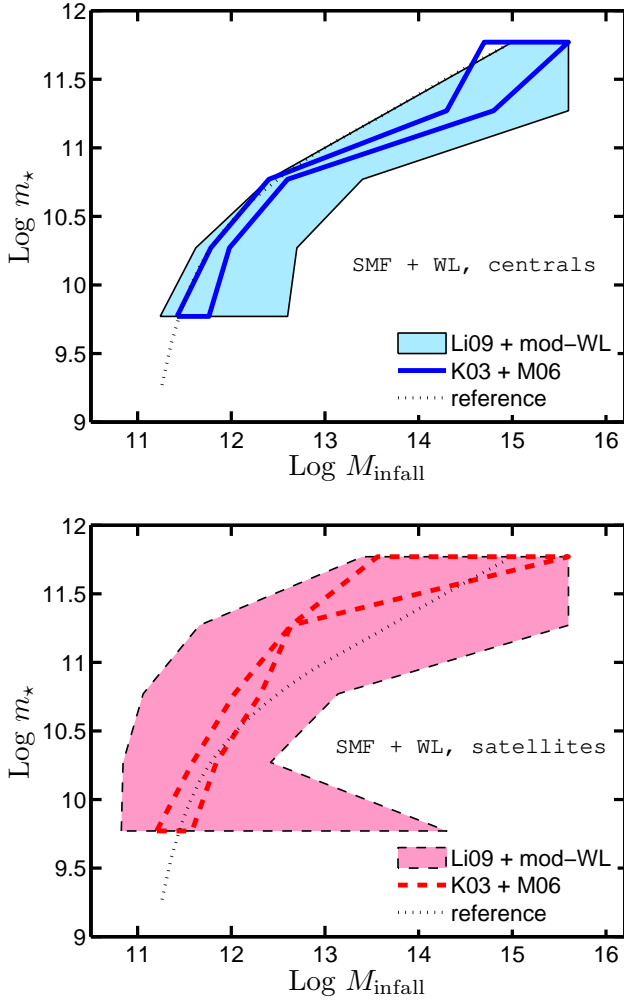 12
11.5
11
10.5
10
9.5
9
Log m⋆
SMF + WL, centrals
Li09 + mod−WL
K03 + M06
reference
11 12 13 14 15 16
Log M_infall
12
11.5
11
10.5
10
9.5
9
Log m⋆
SMF + WL, satellites
Li09 + mod−WL
K03 + M06
reference
11 12 13 14 15 16
Log M_infall